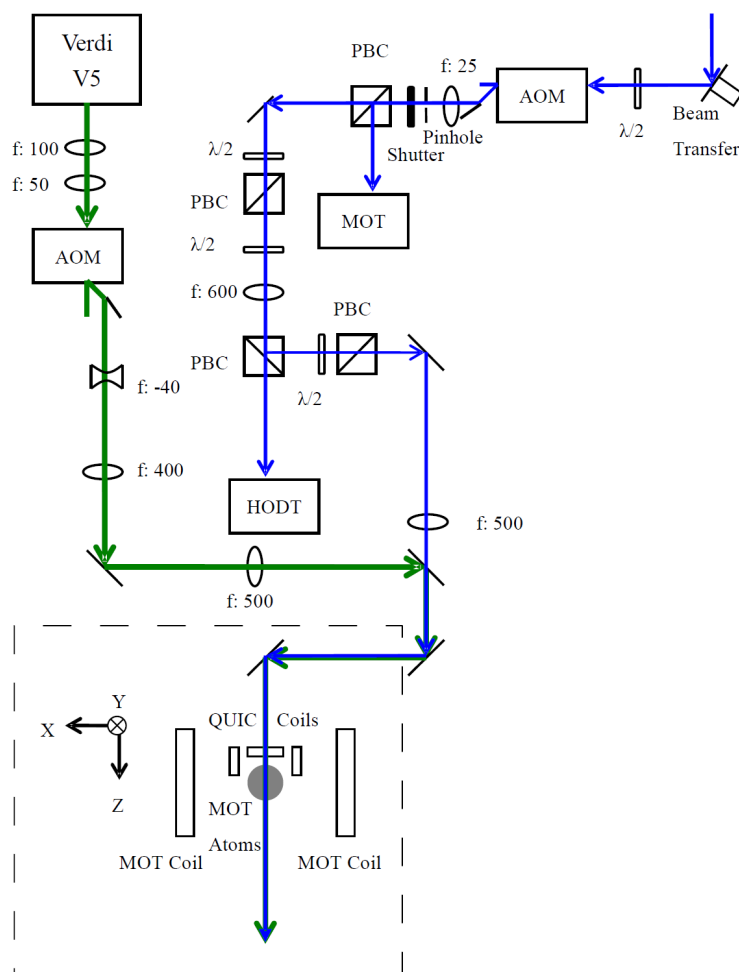 Verdi
V5
f: 100
f: 50
AOM
f: -40
f: 400
f: 500
PBC
f: 25
AOM
λ/2
Beam
Transfer
Pinhole
Shutter
MOT
λ/2
PBC
λ/2
f: 600
PBC
PBC
λ/2
HODT
f: 500
X
Y
Z
QUIC Coils
MOT
Atoms
MOT Coil
MOT Coil